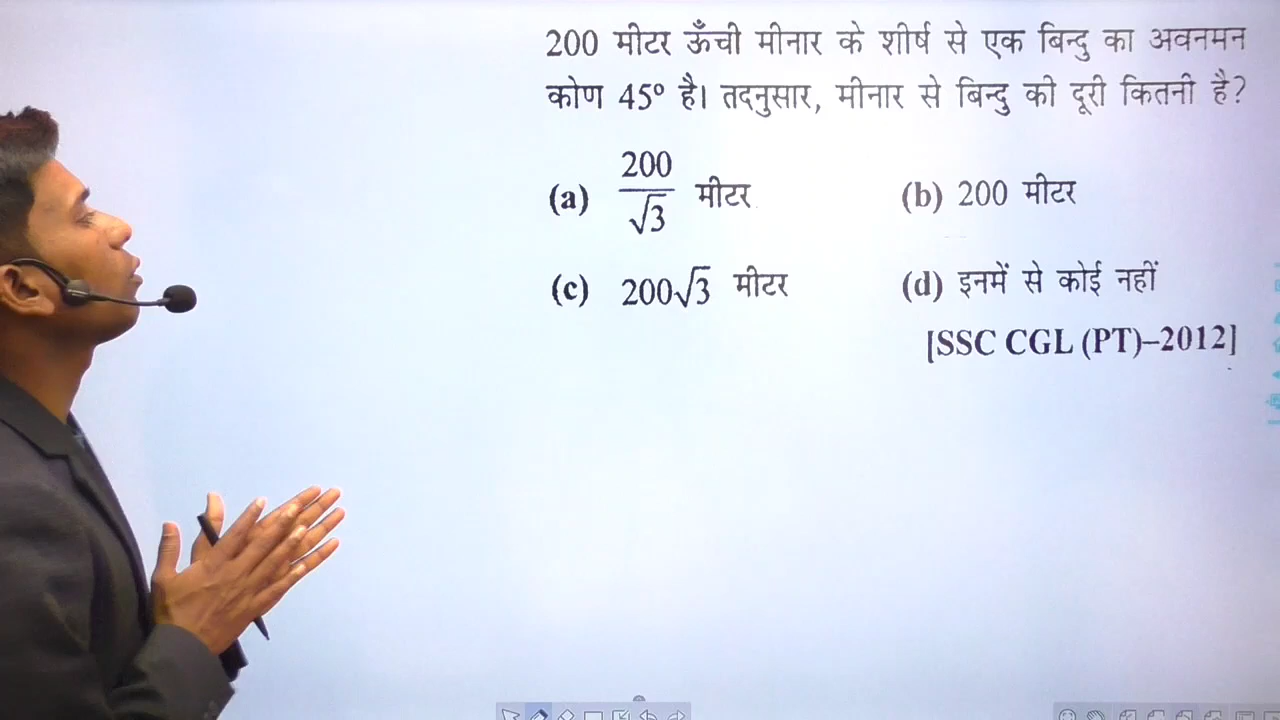 200 मीटर ऊँची मीनार के शीर्ष से एक बिन्दु का अवनमन
कोण 45° है। तदनुसार, मीनार से बिन्दु की दूरी कितनी है?
(a) 200/√3 मीटर (b) 200 मीटर
(c) 200√3 मीटर (d) इनमें से कोई नहीं
[SSC CGL (PT)–2012]